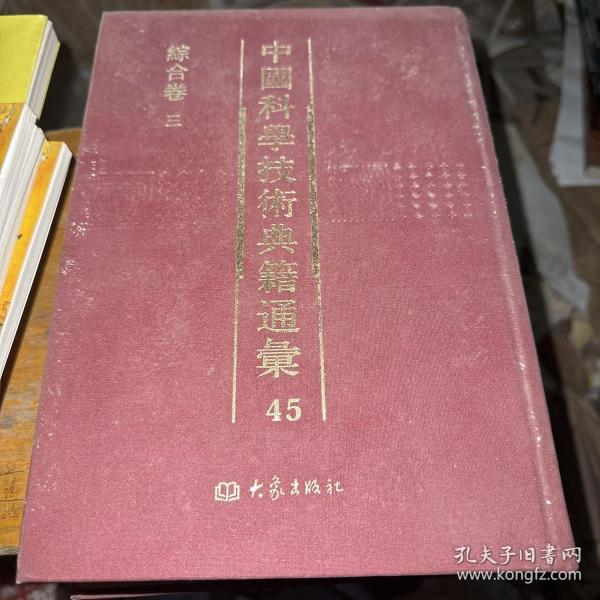 中國科學技術典籍通彙
45
綜合卷 三
大象出版社
孔夫子旧书网
www.kongfz.com